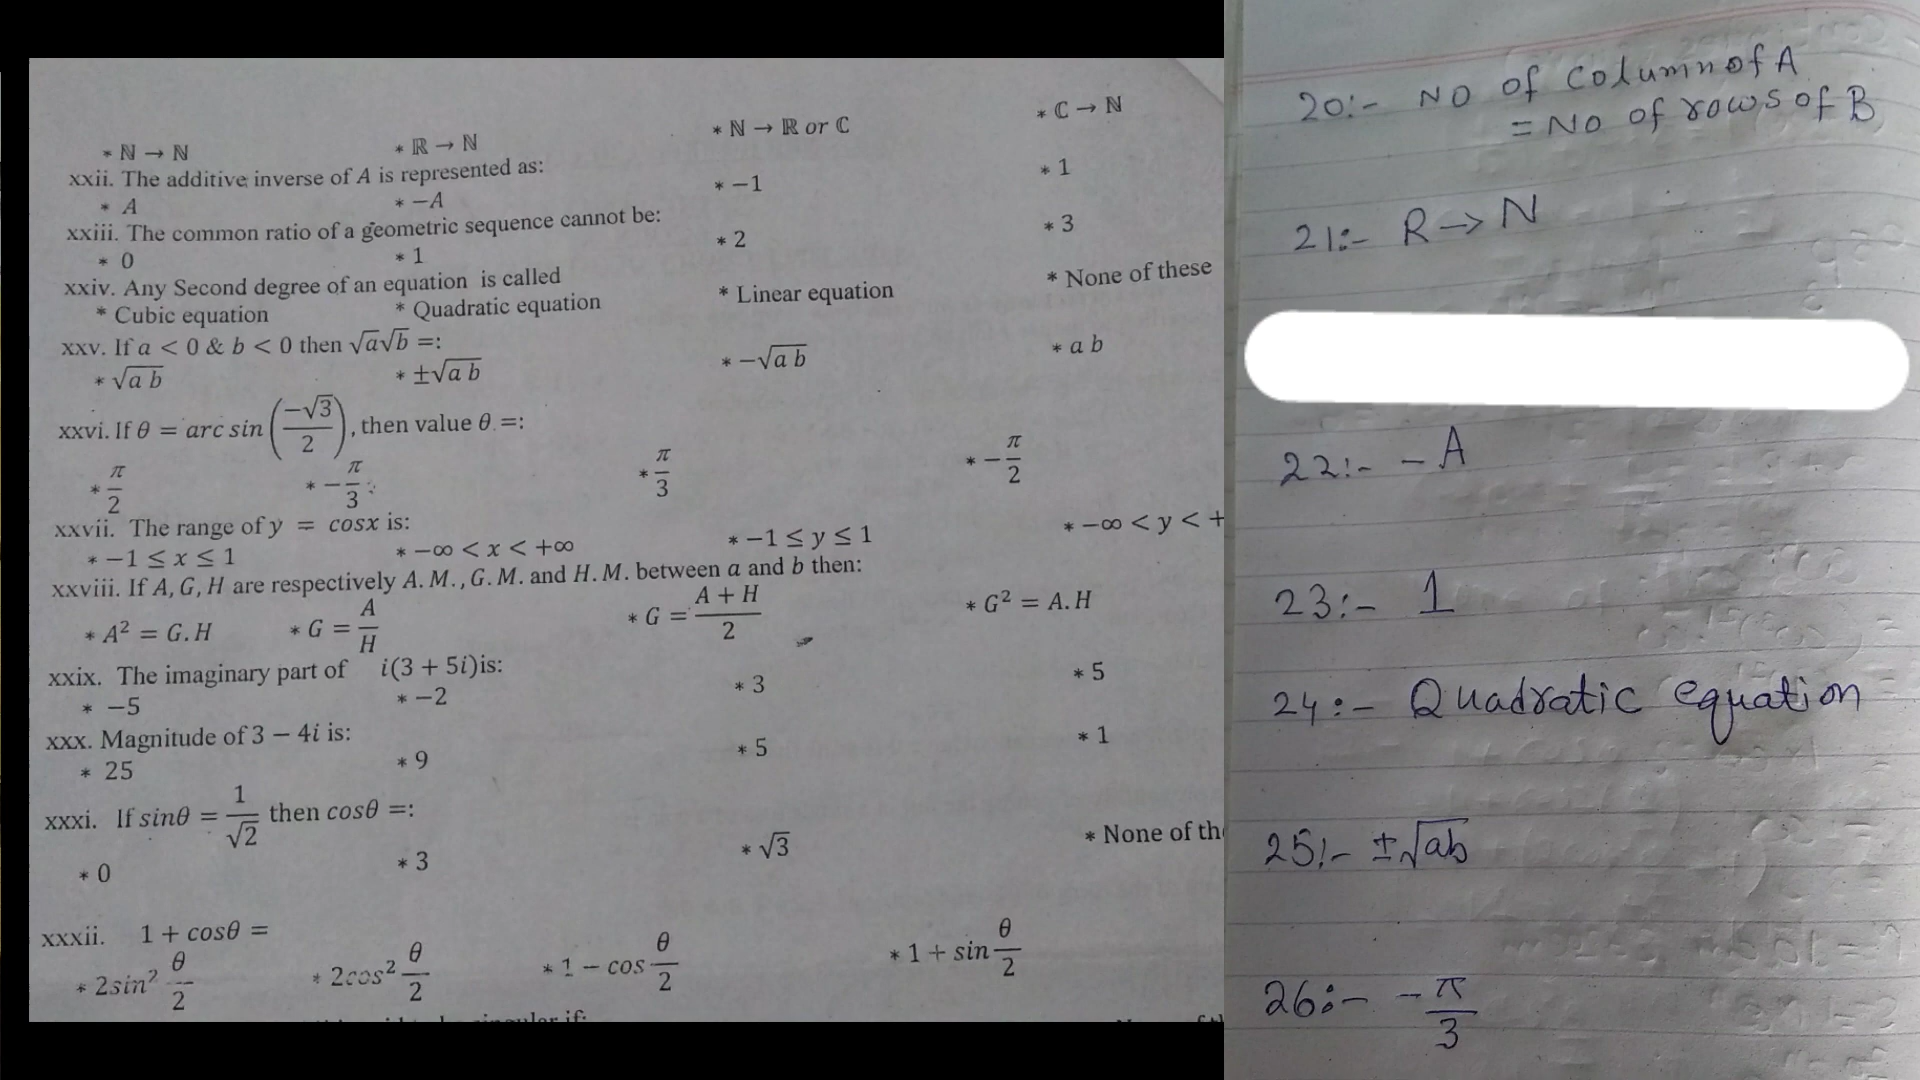 * ℕ → ℕ * ℝ → ℕ * ℕ → ℝ or ℂ * ℂ → ℕ
xxii. The additive inverse of A is represented as:
* A * −A * −1 * 1
xxiii. The common ratio of a geometric sequence cannot be:
* 0 * 1 * 2 * 3
xxiv. Any Second degree of an equation is called
* Cubic equation * Quadratic equation * Linear equation * None of these
xxv. If a < 0 & b < 0 then √a√b =:
* √(a b) * ±√(a b) * −√(a b) * a b
xxvi. If θ = arc sin (−√3/2), then value θ =:
* π/2 * −π/3 * π/3 * −π/2
xxvii. The range of y = cosx is:
* −1 ≤ x ≤ 1 * −∞ < x < +∞ * −1 ≤ y ≤ 1 * −∞ < y < +
xxviii. If A, G, H are respectively A. M., G. M. and H. M. between a and b then:
* A² = G. H * G = A/H * G = (A + H)/2 * G² = A. H
xxix. The imaginary part of i(3 + 5i)is:
* −5 * −2 * 3 * 5
xxx. Magnitude of 3 − 4i is:
* 25 * 9 * 5 * 1
xxxi. If sinθ = 1/√2 then cosθ =:
* 0 * 3 * √3 * None of th
xxxii. 1 + cosθ =
* 2sin² θ/2 * 2cos² θ/2 * 1 − cos θ/2 * 1 + sin θ/2
20:- NO of Column of A
= No of rows of B
21:- R→N
22:- -A
23:- 1
24:- Quadratic equation
25:- ±√ab
26:- -π/3